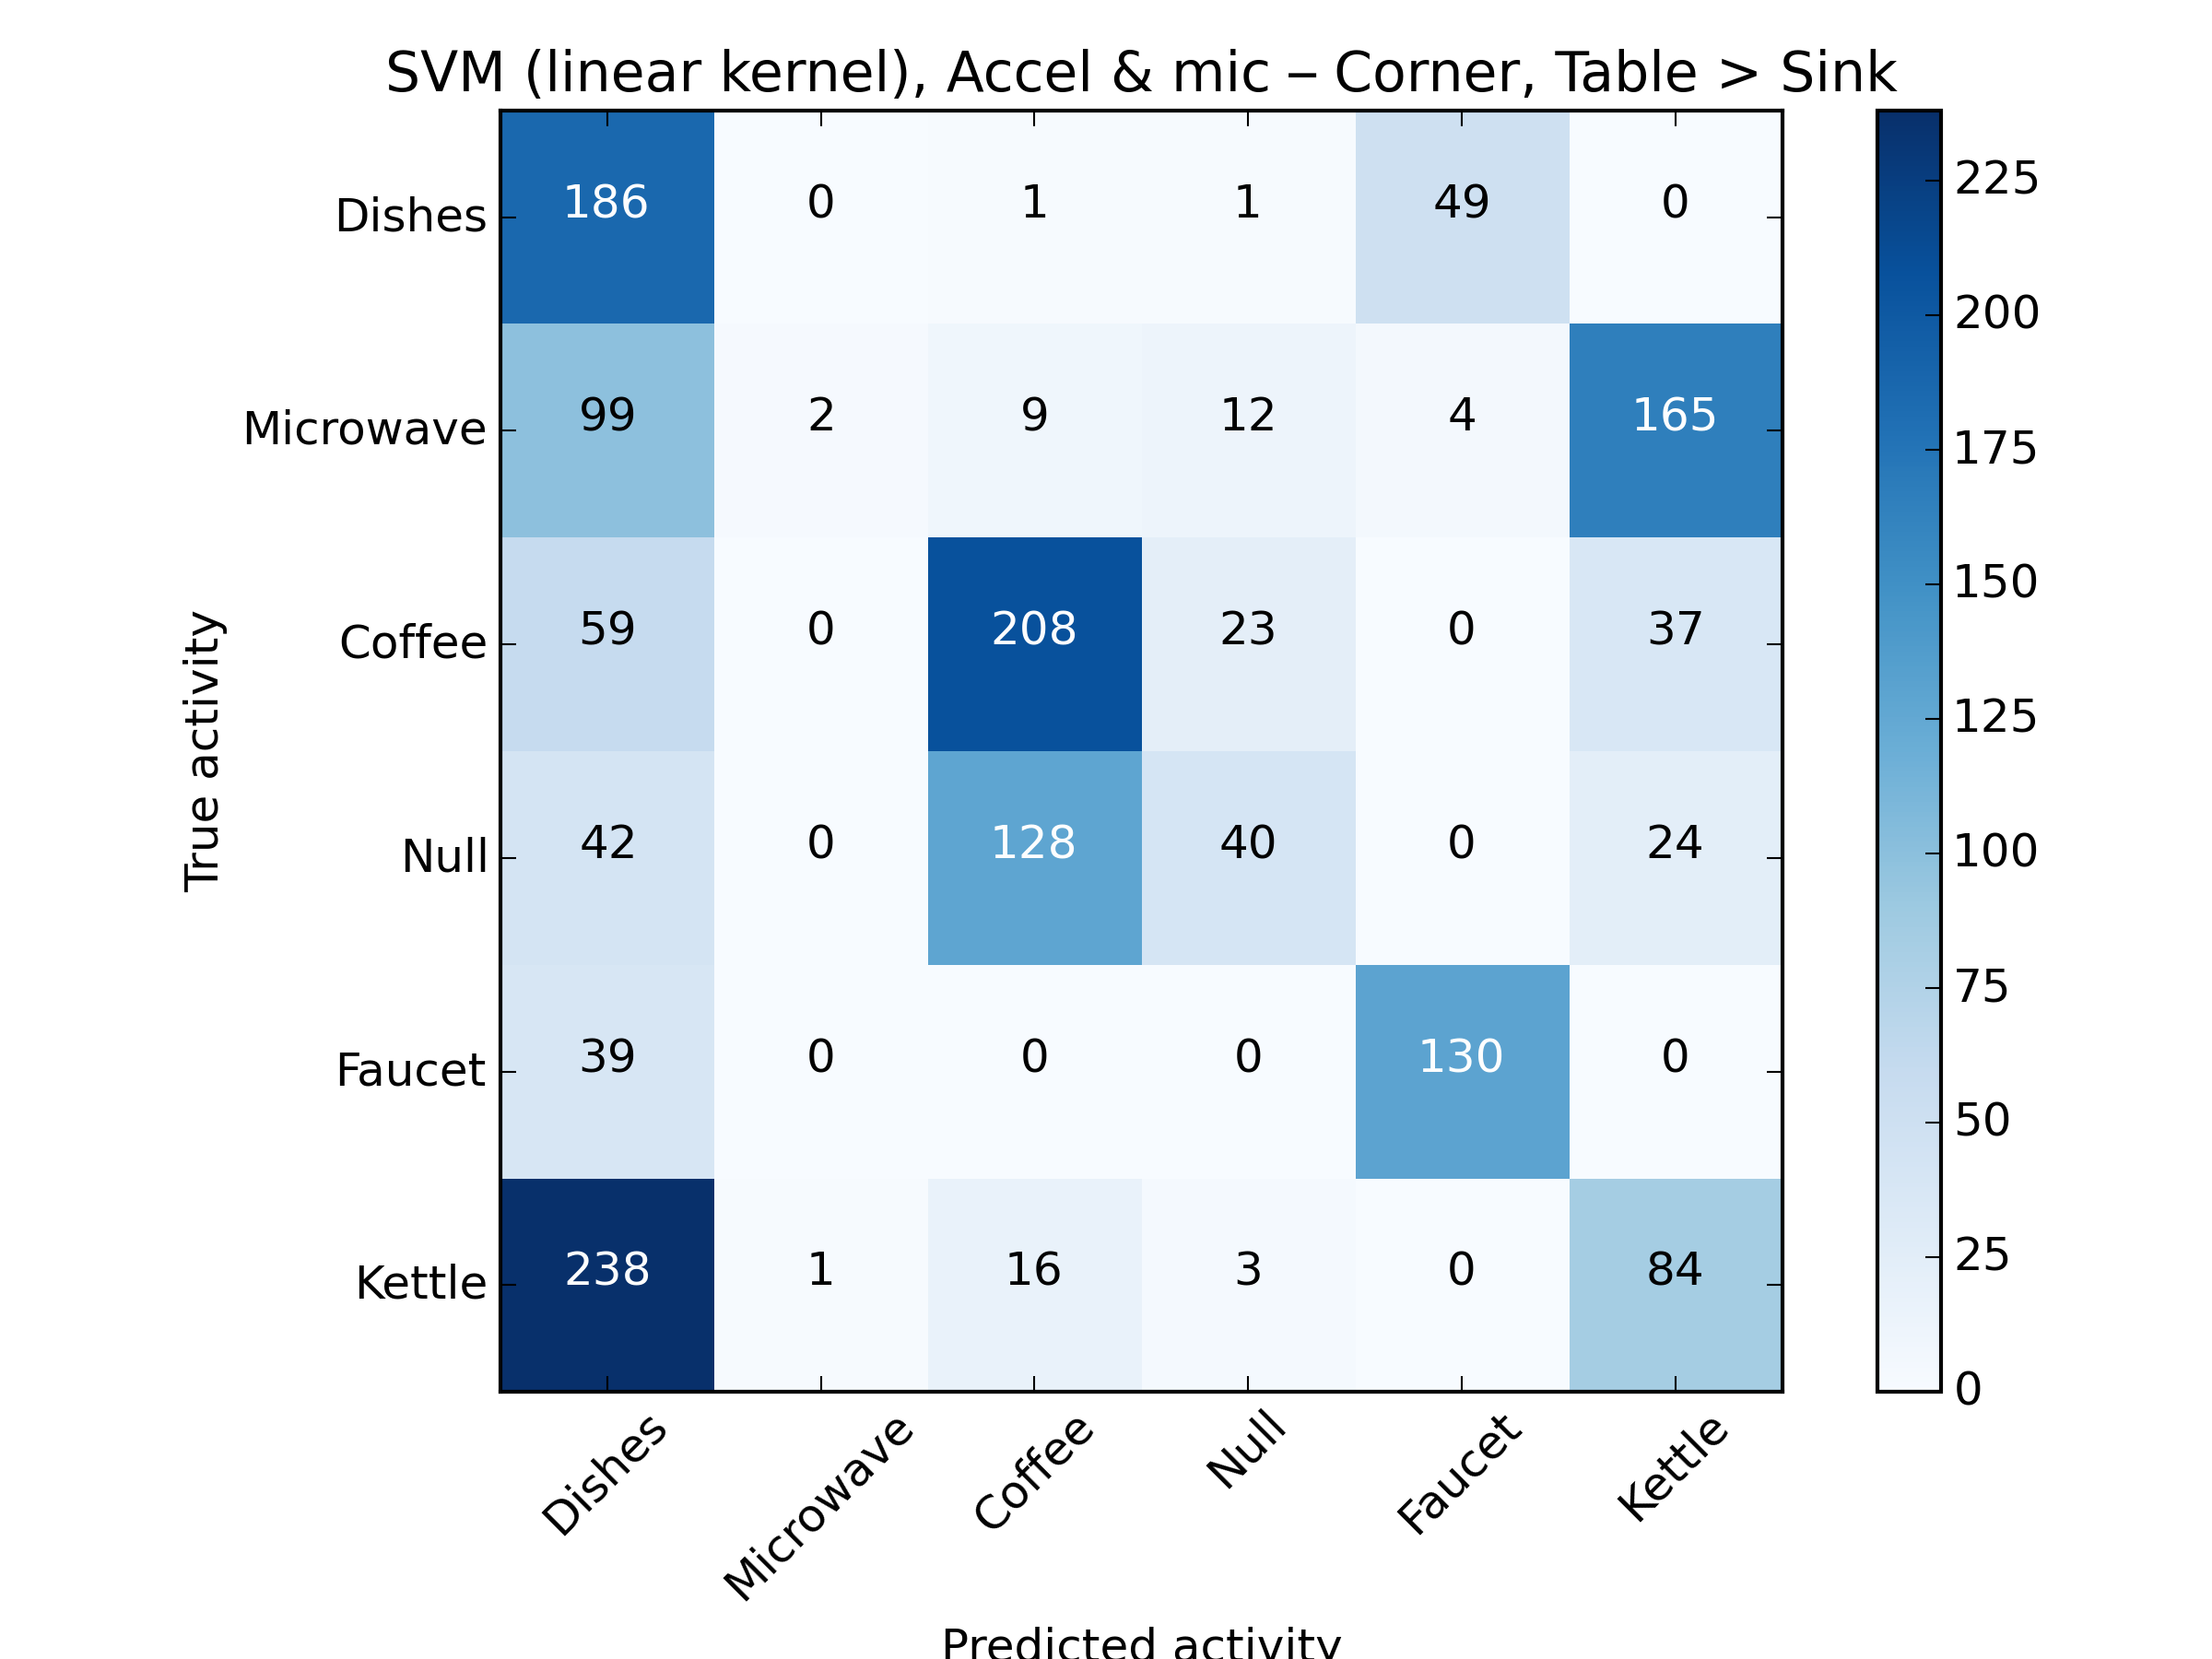 SVM (linear kernel), Accel & mic – Corner, Table > Sink
Dishes 186 0 1 1 49 0
Microwave 99 2 9 12 4 165
Coffee 59 0 208 23 0 37
Null 42 0 128 40 0 24
Faucet 39 0 0 0 130 0
Kettle 238 1 16 3 0 84
True activity
Dishes Microwave Coffee Null Faucet Kettle
Predicted activity
225
200
175
150
125
100
75
50
25
0